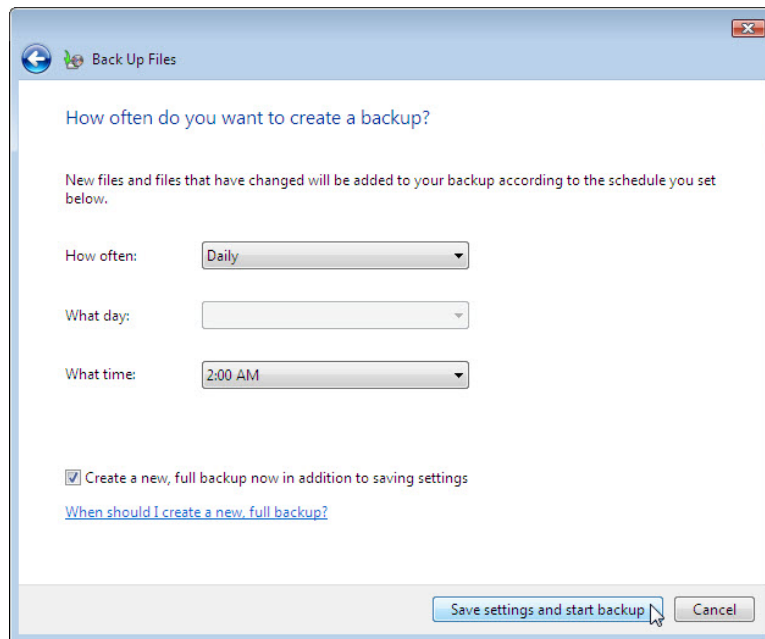 Back Up Files
How often do you want to create a backup?
New files and files that have changed will be added to your backup according to the schedule you set
below.
How often: Daily
What day:
What time: 2:00 AM
Create a new, full backup now in addition to saving settings
When should I create a new, full backup?
Save settings and start backup Cancel